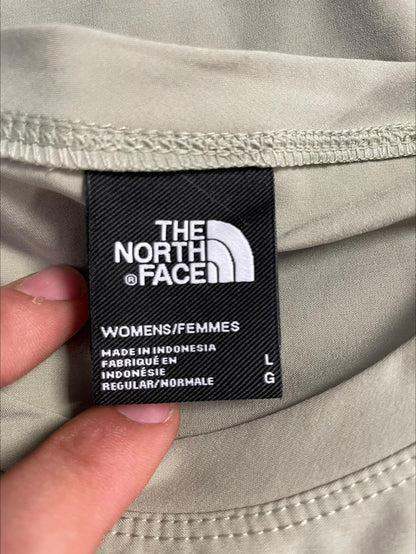 THE
NORTH
® FACE
WOMENS/FEMMES
MADE IN INDONESIA
FABRIQUÉ EN
INDONÉSIE
REGULAR/NORMALE
L
G